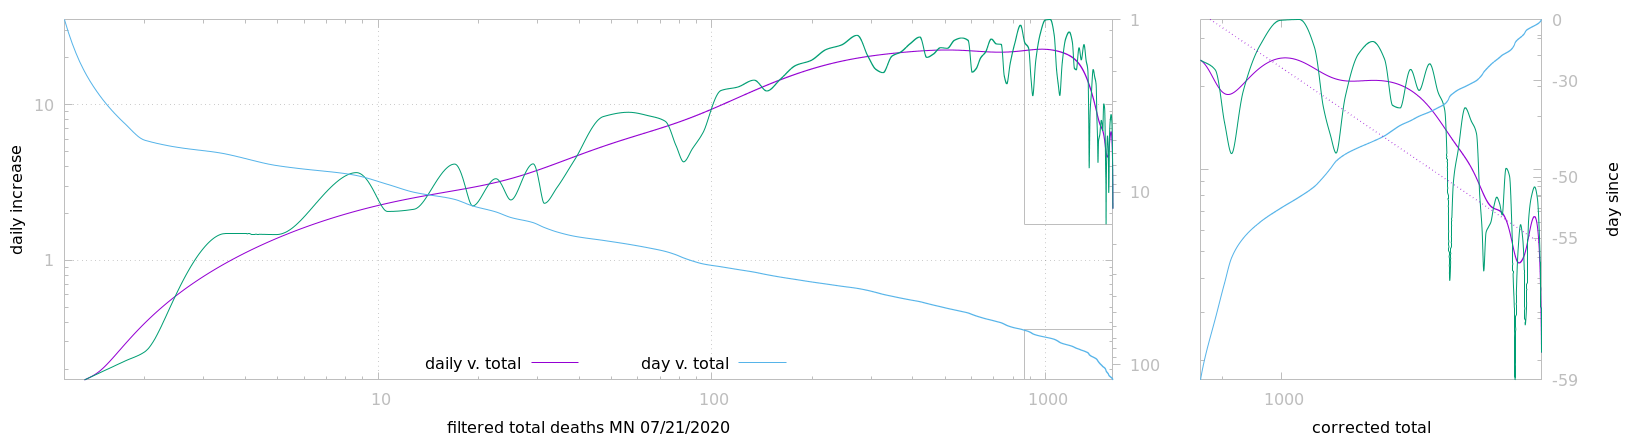 daily increase
10
1
daily v. total
day v. total
10
100
1000
filtered total deaths MN 07/21/2020
1
10
100
1000
corrected total
0
-30
-50
-55
-59
day since